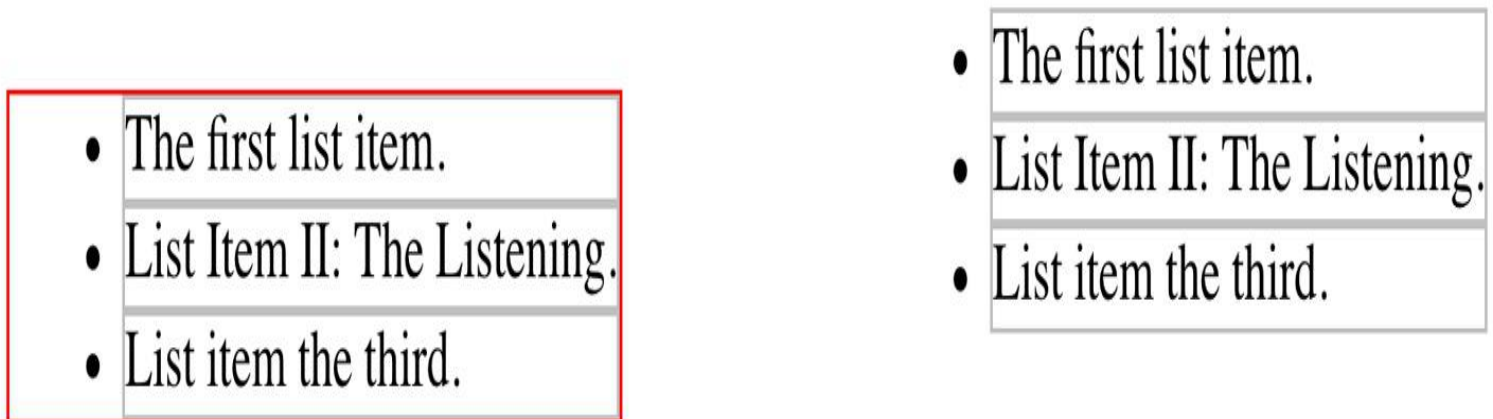 • The first list item.
• List Item II: The Listening.
• List item the third.
• The first list item.
• List Item II: The Listening.
• List item the third.